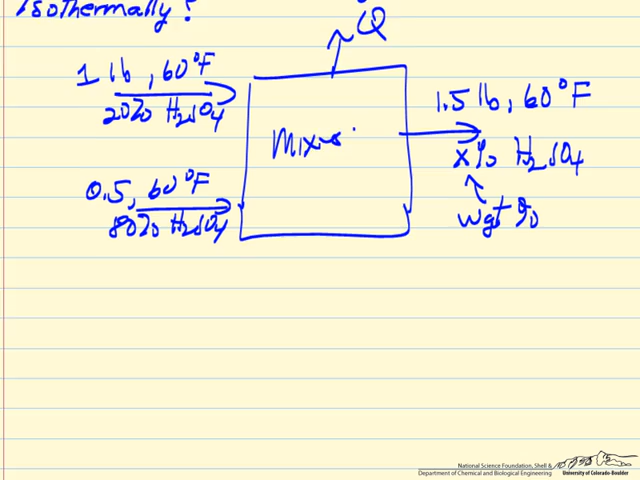 Isothermally?
Q
1 lb, 60°F
20% H₂SO₄
Mixer
1.5 lb, 60°F
x% H₂SO₄
wgt %
0.5, 60°F
80% H₂SO₄
National Science Foundation, Shell &
Department of Chemical and Biological Engineering
University of Colorado-Boulder